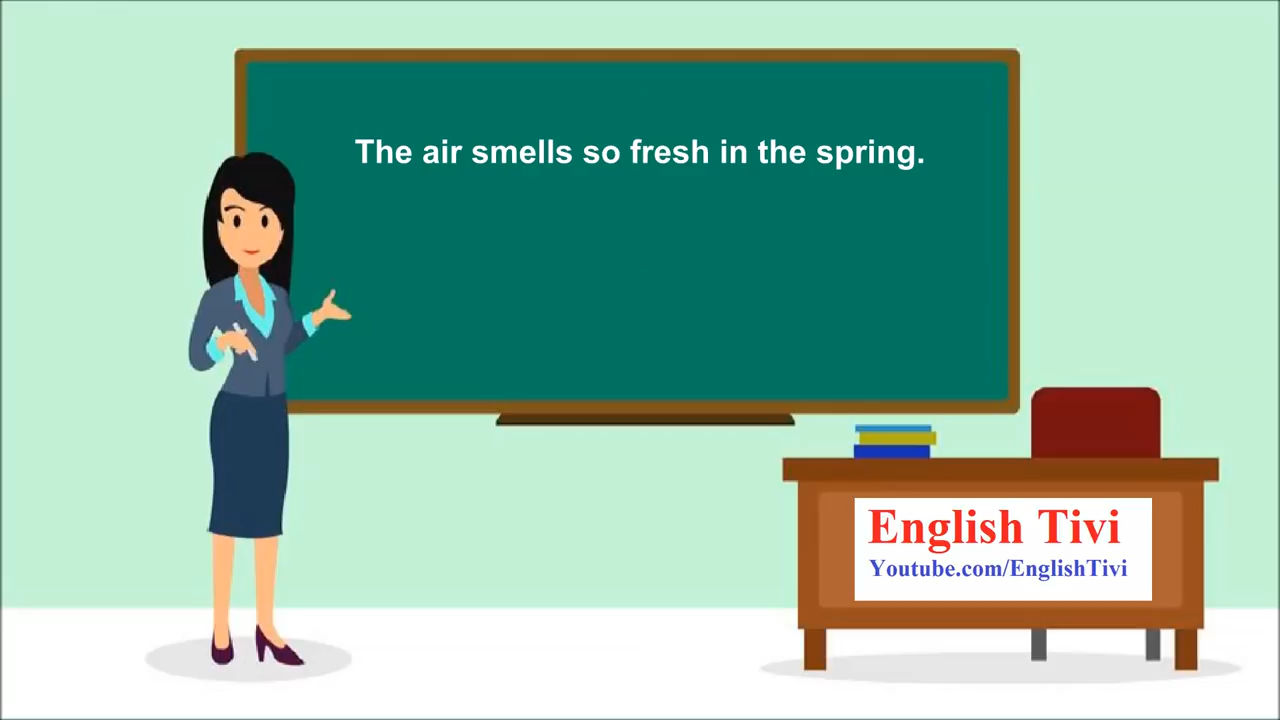 The air smells so fresh in the spring.
English Tivi
Youtube.com/EnglishTivi